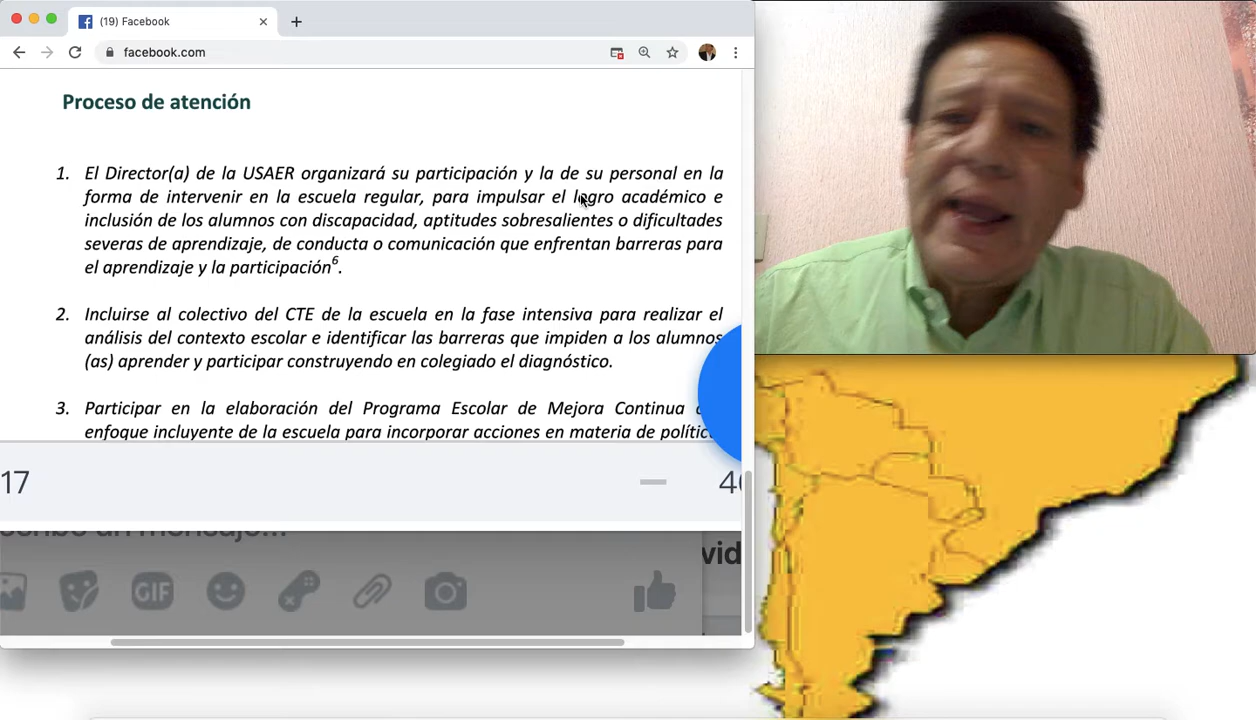 (19) Facebook
facebook.com
Proceso de atención
1. El Director(a) de la USAER organizará su participación y la de su personal en la
forma de intervenir en la escuela regular, para impulsar el logro académico e
inclusión de los alumnos con discapacidad, aptitudes sobresalientes o dificultades
severas de aprendizaje, de conducta o comunicación que enfrentan barreras para
el aprendizaje y la participación6.
2. Incluirse al colectivo del CTE de la escuela en la fase intensiva para realizar el
análisis del contexto escolar e identificar las barreras que impiden a los alumnos
(as) aprender y participar construyendo en colegiado el diagnóstico.
3. Participar en la elaboración del Programa Escolar de Mejora Continua
enfoque incluyente de la escuela para incorporar acciones en materia de
17
un mensaje...
vid
GIF